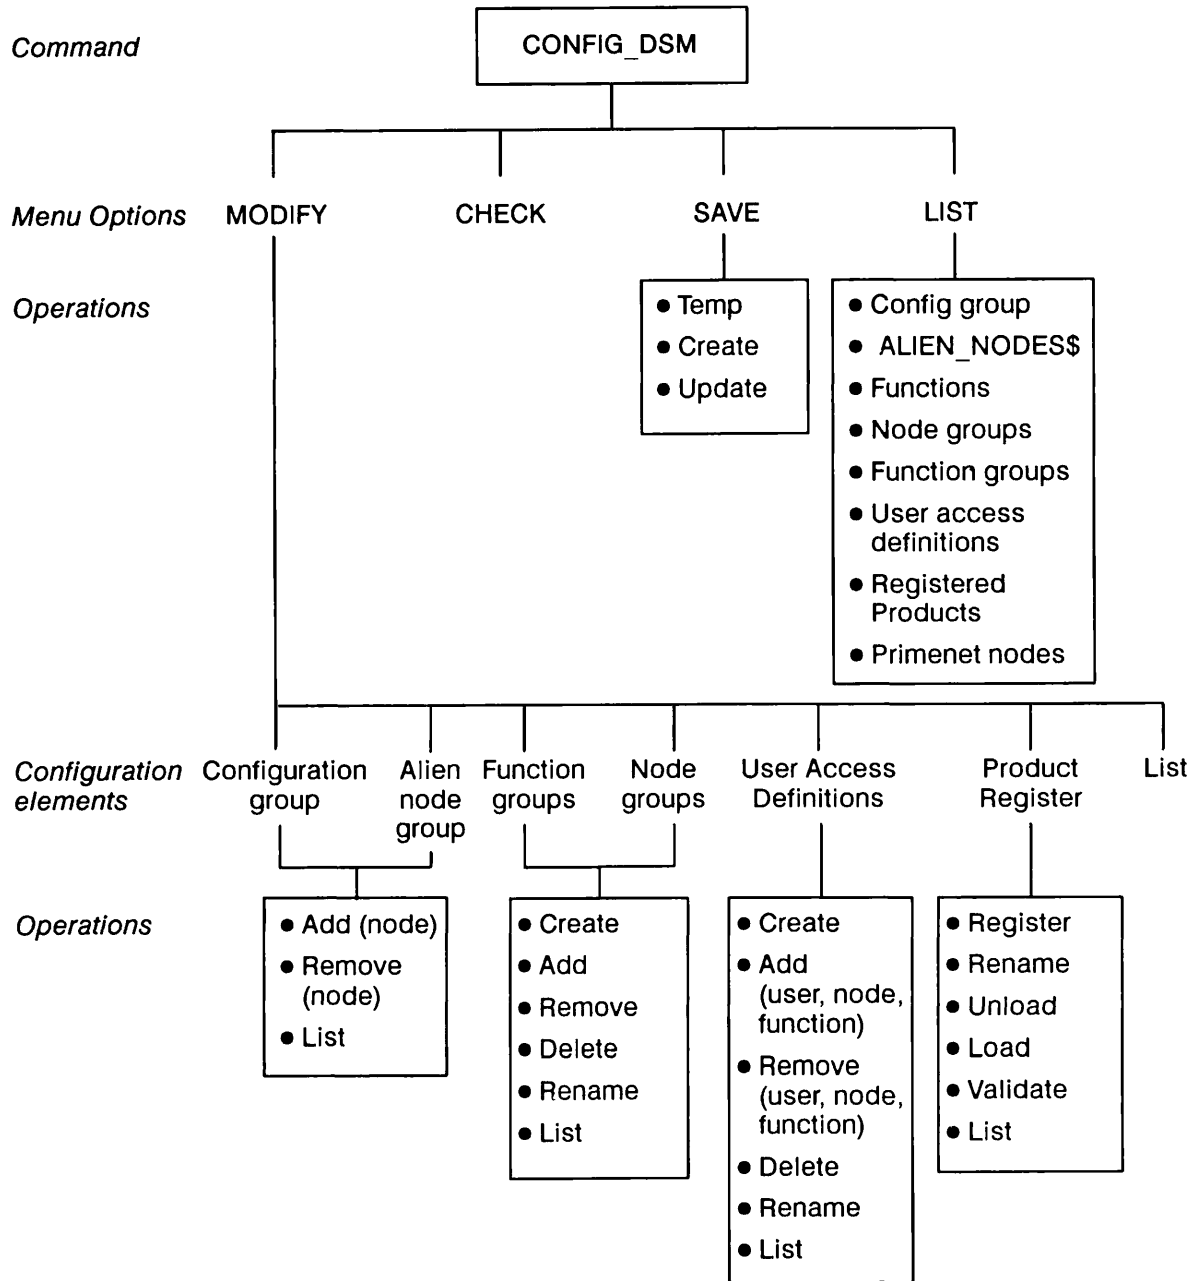 Command
CONFIG_DSM
Menu Options MODIFY CHECK SAVE LIST
Operations
• Temp
• Create
• Update
• Config group
• ALIEN_NODES$
• Functions
• Node groups
• Function groups
• User access
definitions
• Registered
Products
• Primenet nodes
Configuration
elements
Configuration
group
Alien
node
group
Function
groups
Node
groups
User Access
Definitions
Product
Register
List
Operations
• Add (node)
• Remove
(node)
• List
• Create
• Add
• Remove
• Delete
• Rename
• List
• Create
• Add
(user, node,
function)
• Remove
(user, node,
function)
• Delete
• Rename
• List
• Register
• Rename
• Unload
• Load
• Validate
• List